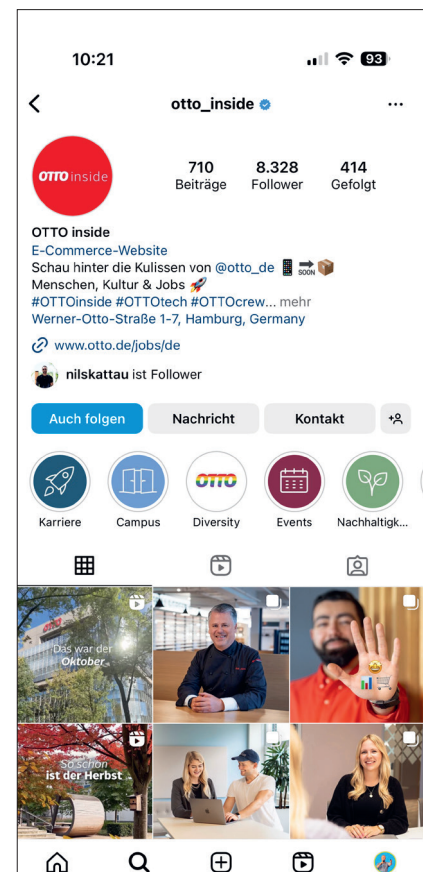 10:21
93
otto_inside
OTTO inside
710 8.328 414
Beiträge Follower Gefolgt
OTTO inside
E-Commerce-Website
Schau hinter die Kulissen von @otto_de 📱🔜📦
Menschen, Kultur & Jobs 🚀
#OTTOinside #OTTOtech #OTTOcrew... mehr
Werner-Otto-Straße 1-7, Hamburg, Germany
www.otto.de/jobs/de
nilskattau ist Follower
Auch folgen Nachricht Kontakt
OTTO
Karriere Campus Diversity Events Nachhaltigk...
OTTO
Das war der
Oktober
So schön
ist der Herbst